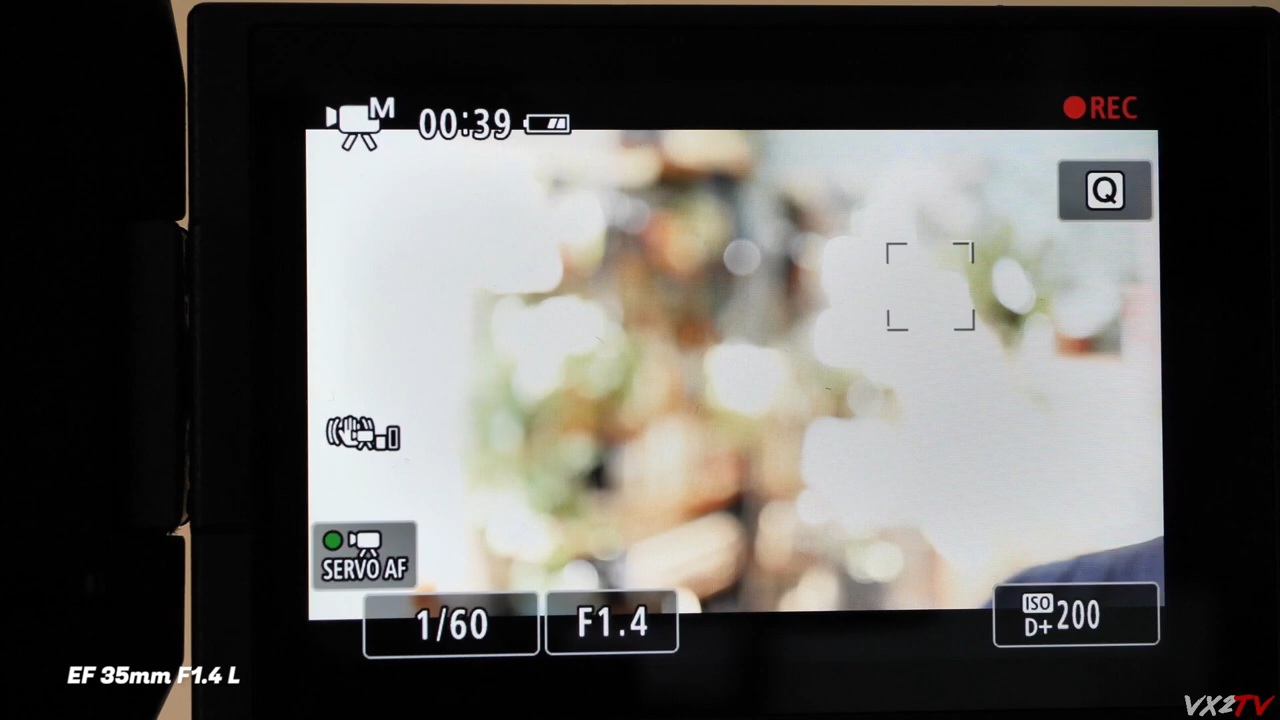 M 00:39
REC
Q
SERVO AF
1/60 F1.4 ISO D+ 200
EF 35mm F1.4 L
VX2TV